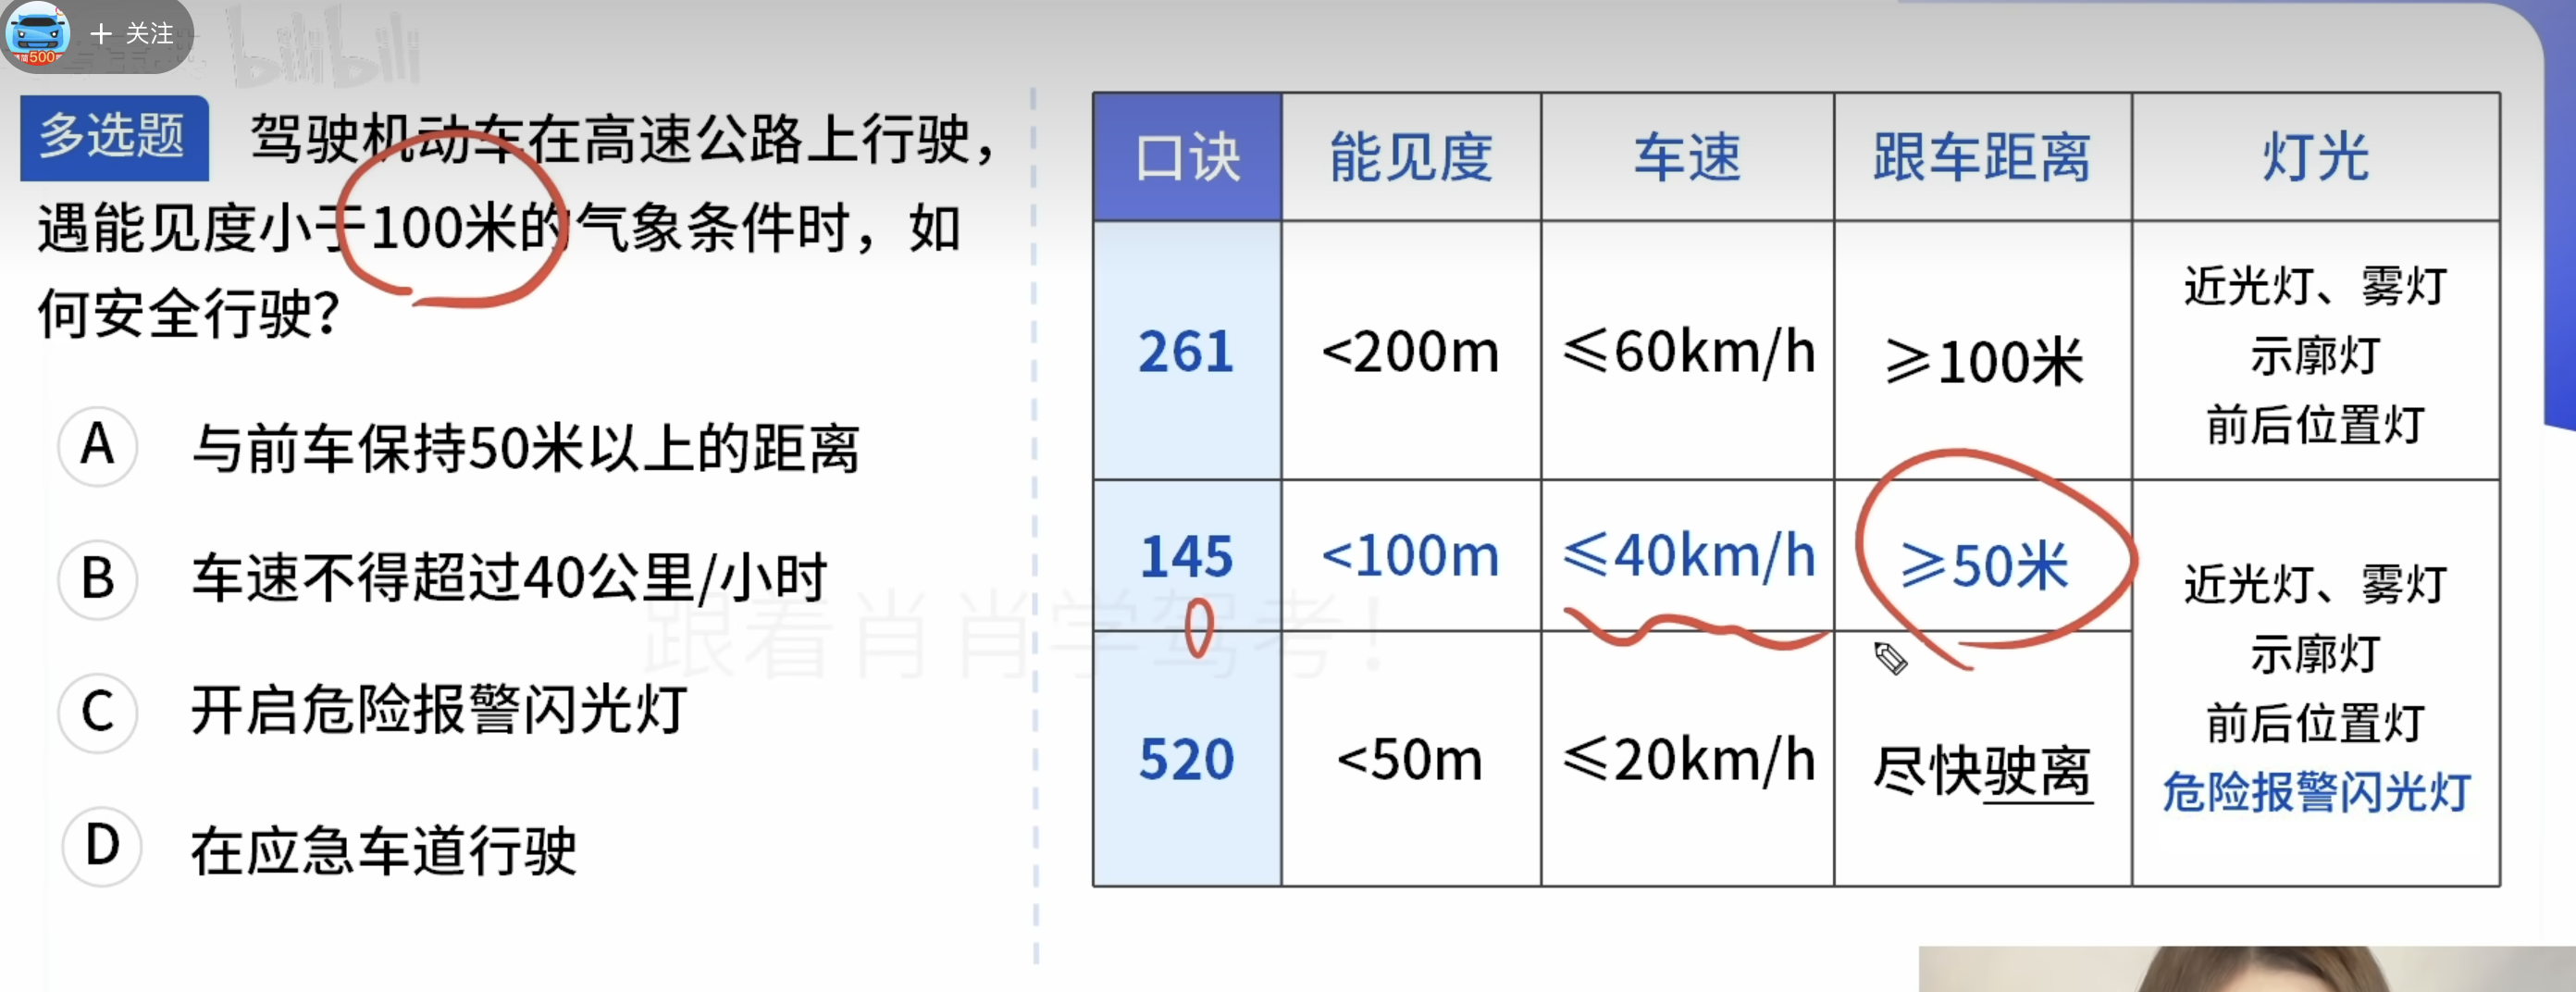 + 关注
500
bilibili
多选题 驾驶机动车在高速公路上行驶，
遇能见度小于100米的气象条件时，如
何安全行驶？
A 与前车保持50米以上的距离
B 车速不得超过40公里/小时
C 开启危险报警闪光灯
D 在应急车道行驶
口诀 能见度 车速 跟车距离 灯光
261 <200m ≤60km/h ≥100米
近光灯、雾灯
示廓灯
前后位置灯
145 <100m ≤40km/h ≥50米
520 <50m ≤20km/h 尽快驶离
近光灯、雾灯
示廓灯
前后位置灯
危险报警闪光灯
跟着肖肖学驾考！